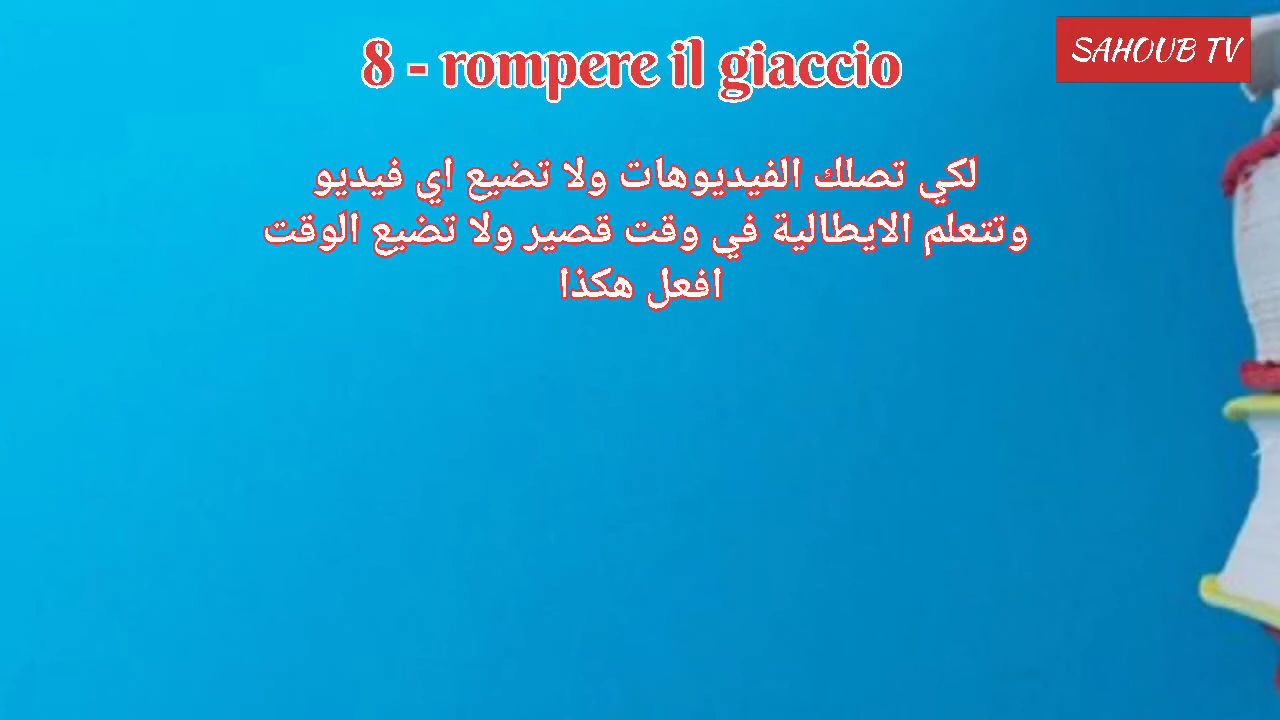 8 - rompere il giaccio
SAHOUB TV
لكي تصلك الفيديوهات ولا تضيع اي فيديو
وتتعلم الايطالية في وقت قصير ولا تضيع الوقت
افعل هكذا